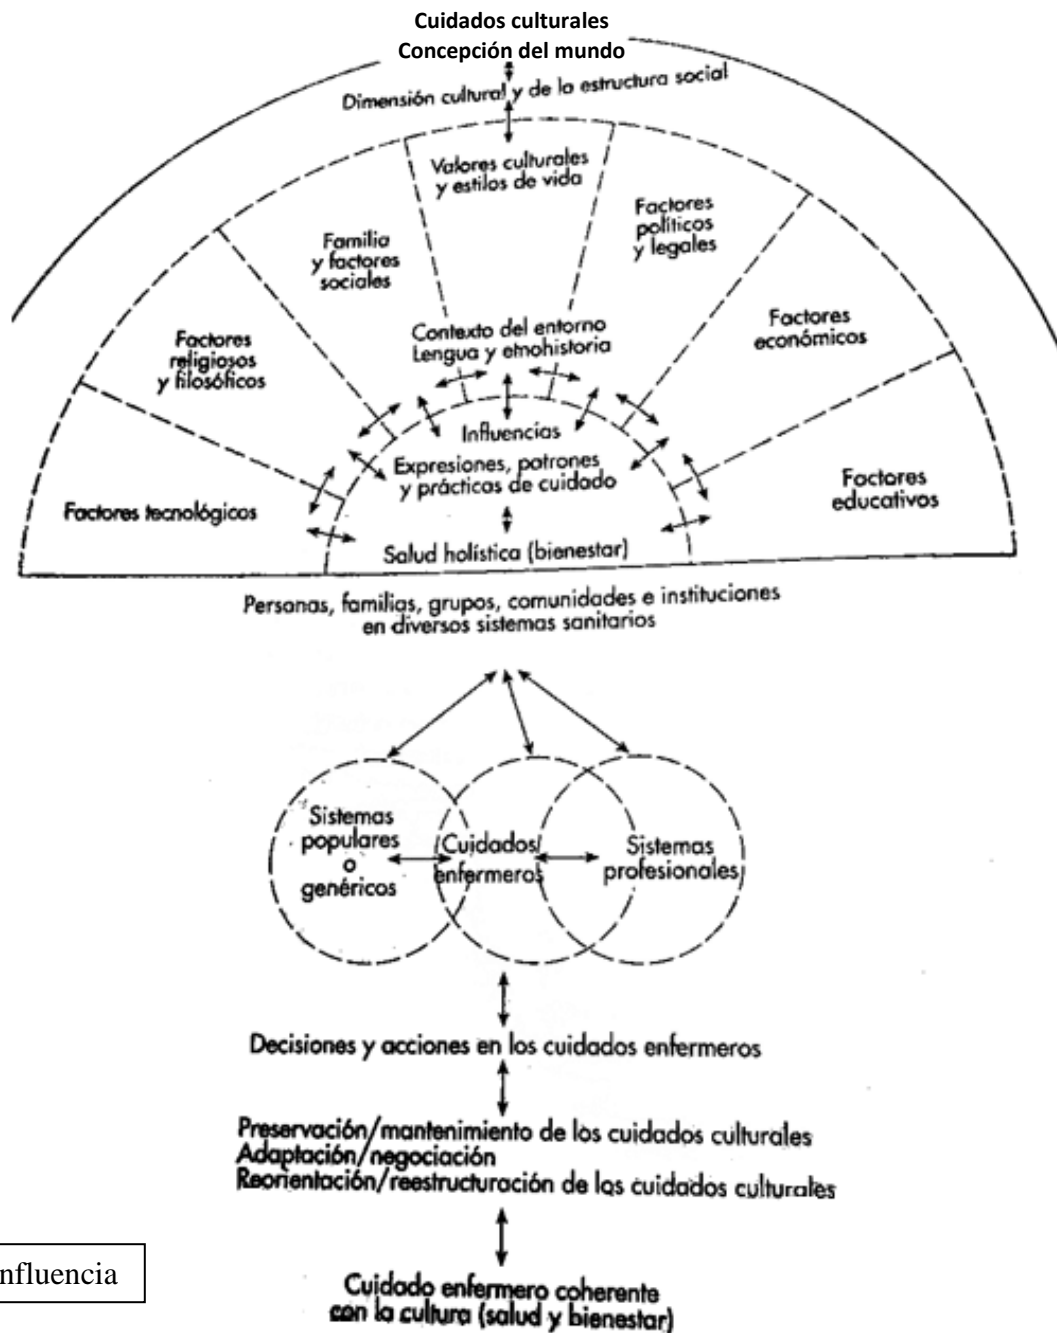 Cuidados culturales
Concepción del mundo
Dimensión cultural y de la estructura social
Valores culturales
y estilos de vida
Familia
y factores
sociales
Factores
políticos
y legales
Factores
religiosos
y filosóficos
Factores
económicos
Contexto del entorno
Lengua y etnohistoria
Influencias
Expresiones, patrones
y prácticas de cuidado
Factores tecnológicos
Factores
educativos
Salud holística (bienestar)
Personas, familias, grupos, comunidades e instituciones
en diversos sistemas sanitarios
Sistemas
populares
o
genéricos
Cuidados
enfermeros
Sistemas
profesionales
Decisiones y acciones en los cuidados enfermeros
Preservación/mantenimiento de los cuidados culturales
Adaptación/negociación
Reorientación/reestructuración de los cuidados culturales
nfluencia
Cuidado enfermero coherente
con la cultura (salud y bienestar)